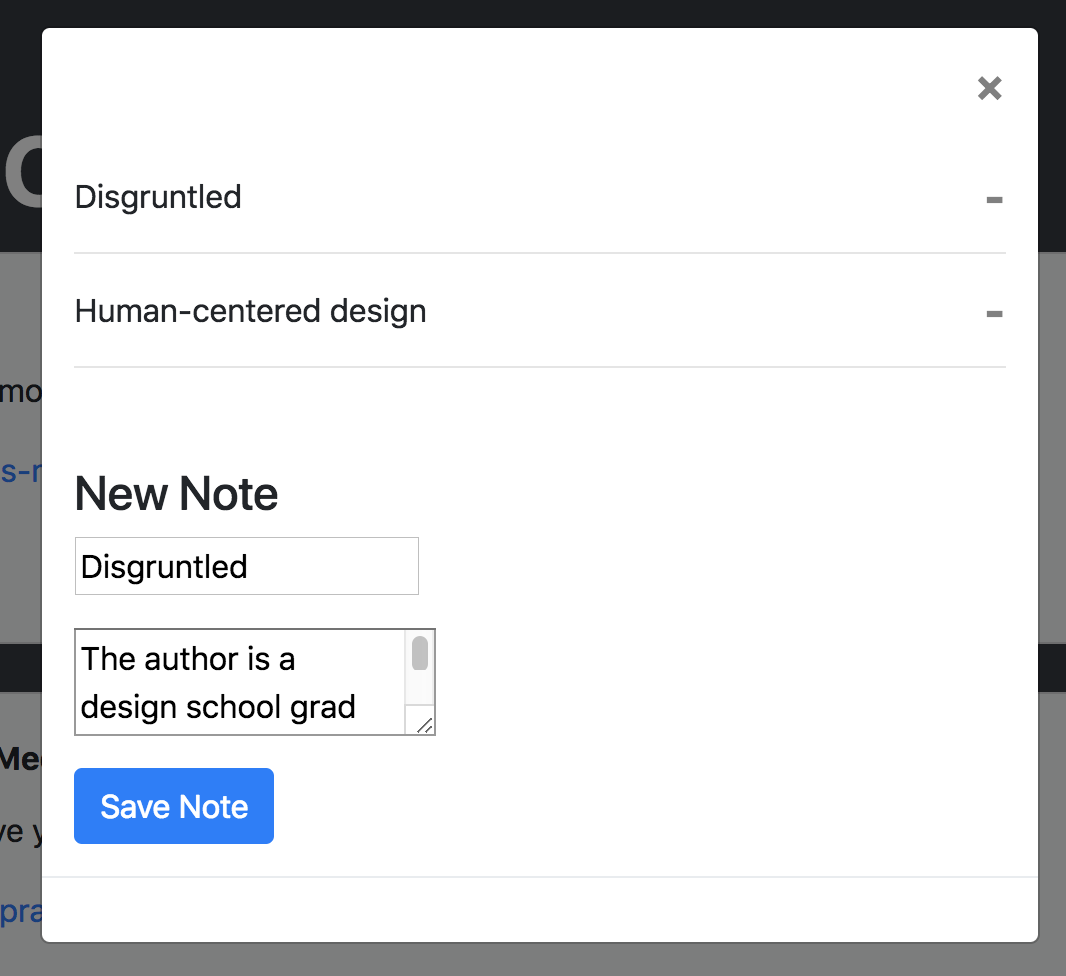 ×
Disgruntled -
Human-centered design -
New Note
Disgruntled
The author is a
design school grad
Save Note